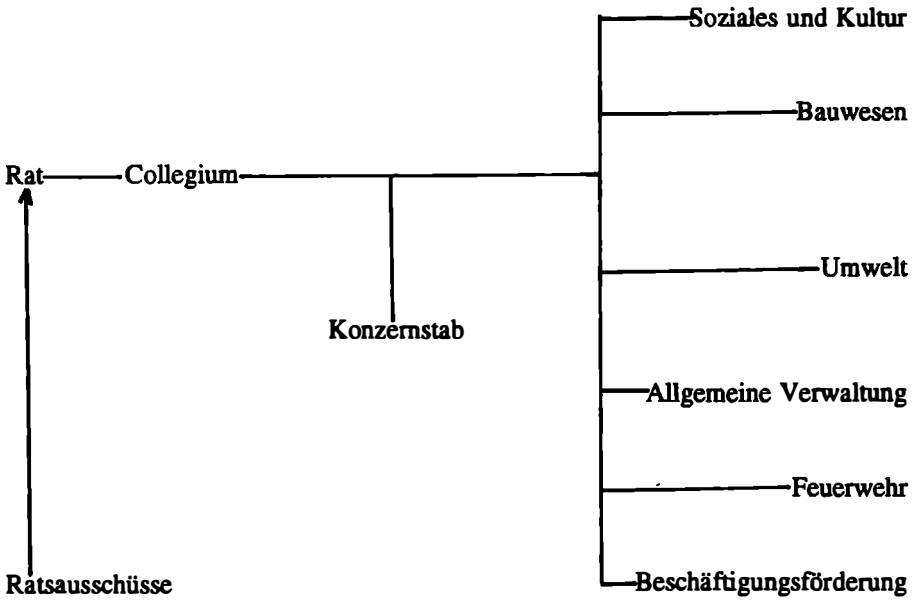 Soziales und Kultur
Bauwesen
Rat
Collegium
Umwelt
Konzernstab
Allgemeine Verwaltung
Feuerwehr
Ratsausschüsse
Beschäftigungsförderung